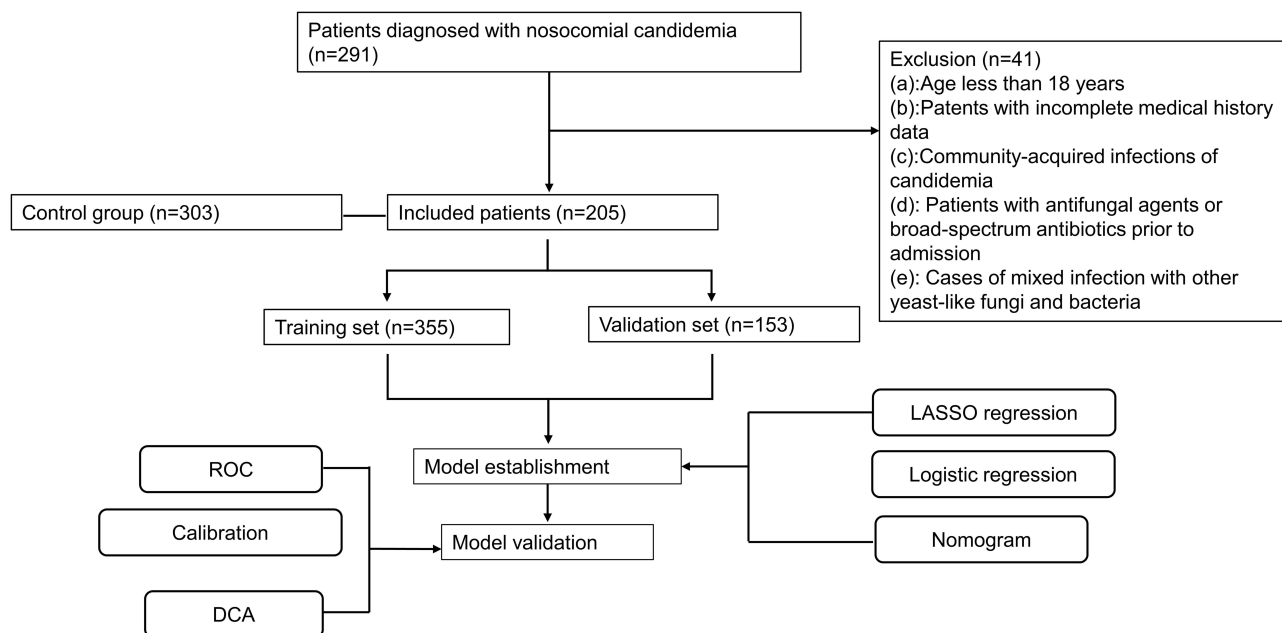 Patients diagnosed with nosocomial candidemia
(n=291)
Exclusion (n=41)
(a):Age less than 18 years
(b):Patents with incomplete medical history
data
(c):Community-acquired infections of
candidemia
(d): Patients with antifungal agents or
broad-spectrum antibiotics prior to
admission
(e): Cases of mixed infection with other
yeast-like fungi and bacteria
Control group (n=303)
Included patients (n=205)
Training set (n=355)
Validation set (n=153)
LASSO regression
ROC
Model establishment
Logistic regression
Calibration
Model validation
Nomogram
DCA